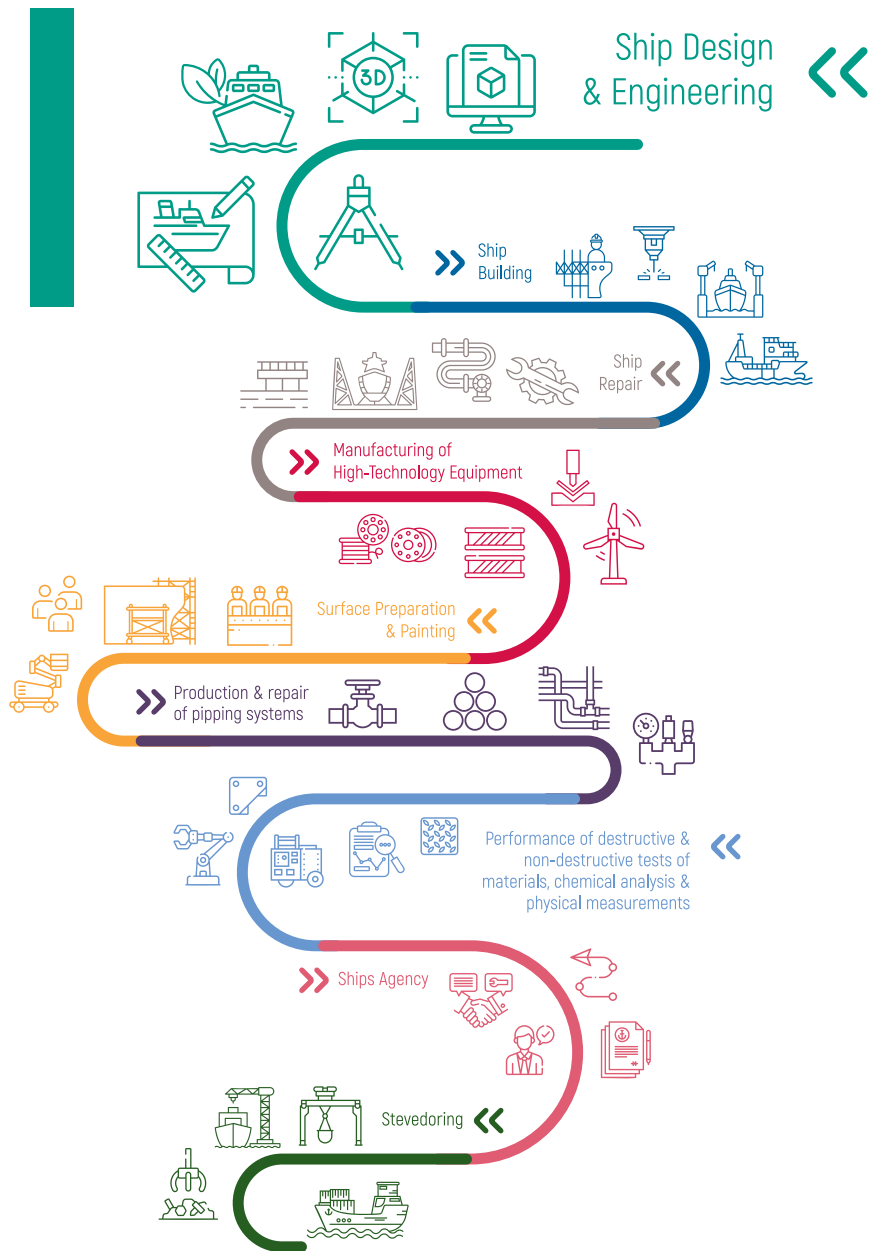 Ship Design
& Engineering
3D
Ship
Building
Ship
Repair
Manufacturing of
High-Technology Equipment
Surface Preparation
& Painting
Production & repair
of pipping systems
Performance of destructive &
non-destructive tests of
materials, chemical analysis &
physical measurements
Ships Agency
Stevedoring